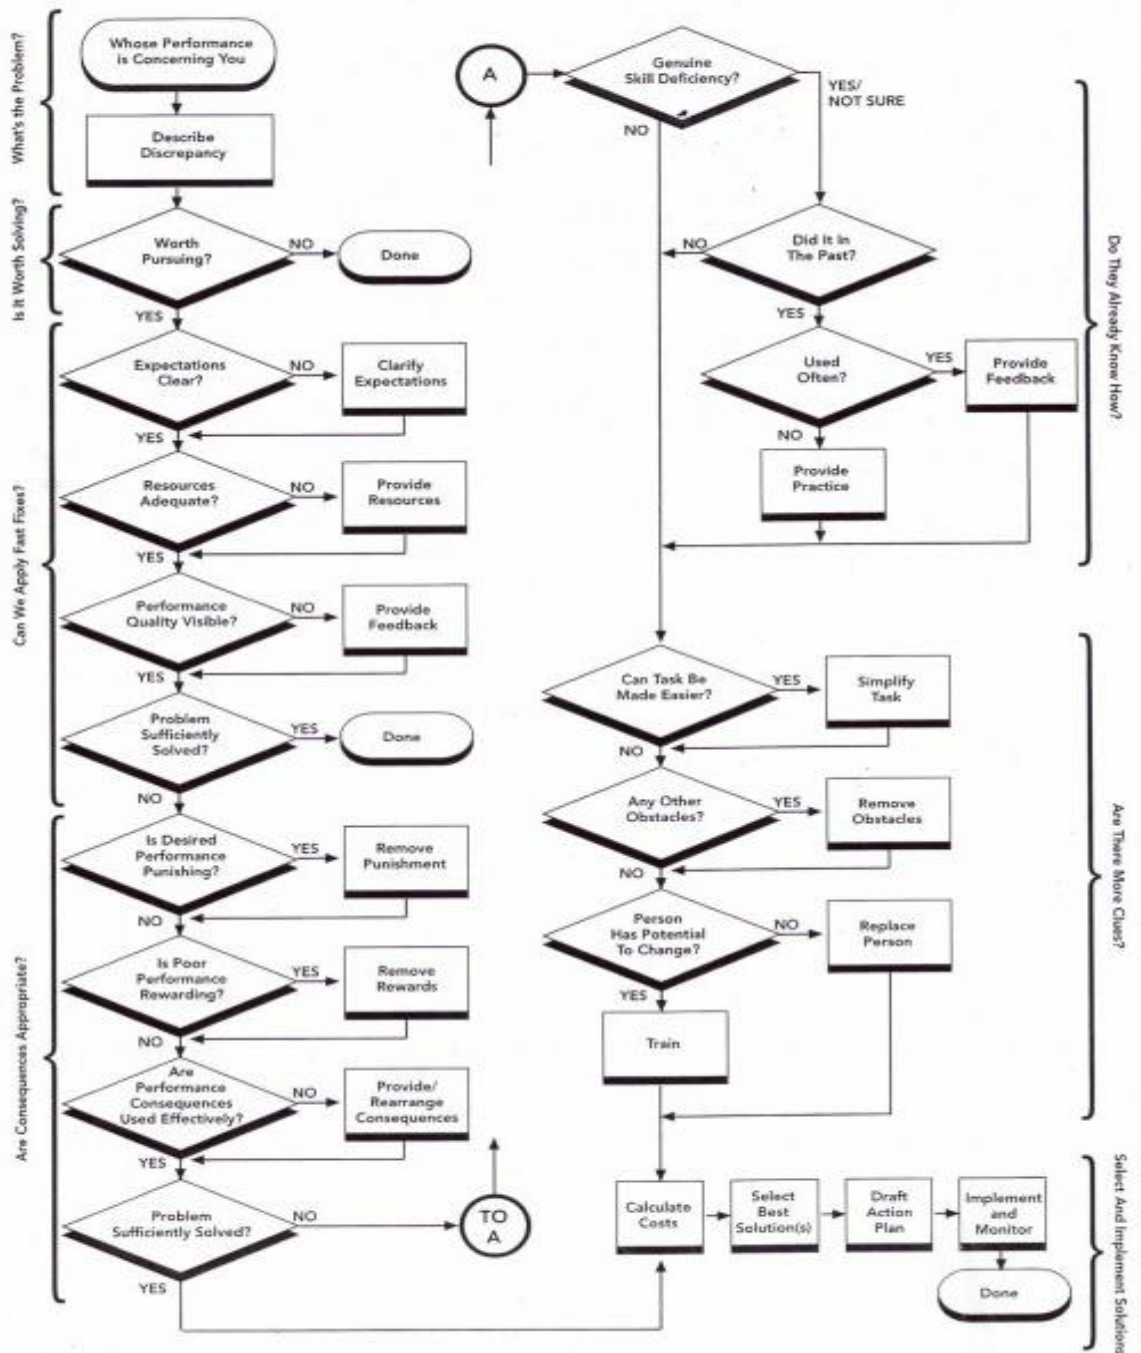 What's the Problem?
Whose Performance
is Concerning You
Describe
Discrepancy
Is It Worth Solving?
Worth
Pursuing?
NO
Done
YES
Can We Apply Fast Fixes?
Expectations
Clear?
NO
Clarify
Expectations
YES
Resources
Adequate?
NO
Provide
Resources
YES
Performance
Quality Visible?
NO
Provide
Feedback
YES
Problem
Sufficiently
Solved?
YES
Done
NO
Are Consequences Appropriate?
Is Desired
Performance
Punishing?
YES
Remove
Punishment
NO
Is Poor
Performance
Rewarding?
YES
Remove
Rewards
NO
Are
Performance
Consequences
Used Effectively?
NO
Provide/
Rearrange
Consequences
YES
Problem
Sufficiently Solved?
NO
TO
A
YES
A
Genuine
Skill Deficiency?
YES/
NOT SURE
NO
Do They Already Know How?
Did It In
The Past?
NO
YES
Used
Often?
YES
Provide
Feedback
NO
Provide
Practice
Are There More Clues?
Can Task Be
Made Easier?
YES
Simplify
Task
NO
Any Other
Obstacles?
YES
Remove
Obstacles
NO
Person
Has Potential
To Change?
NO
Replace
Person
YES
Train
Select And Implement Solutions
Calculate
Costs
Select
Best
Solution(s)
Draft
Action
Plan
Implement
and
Monitor
Done